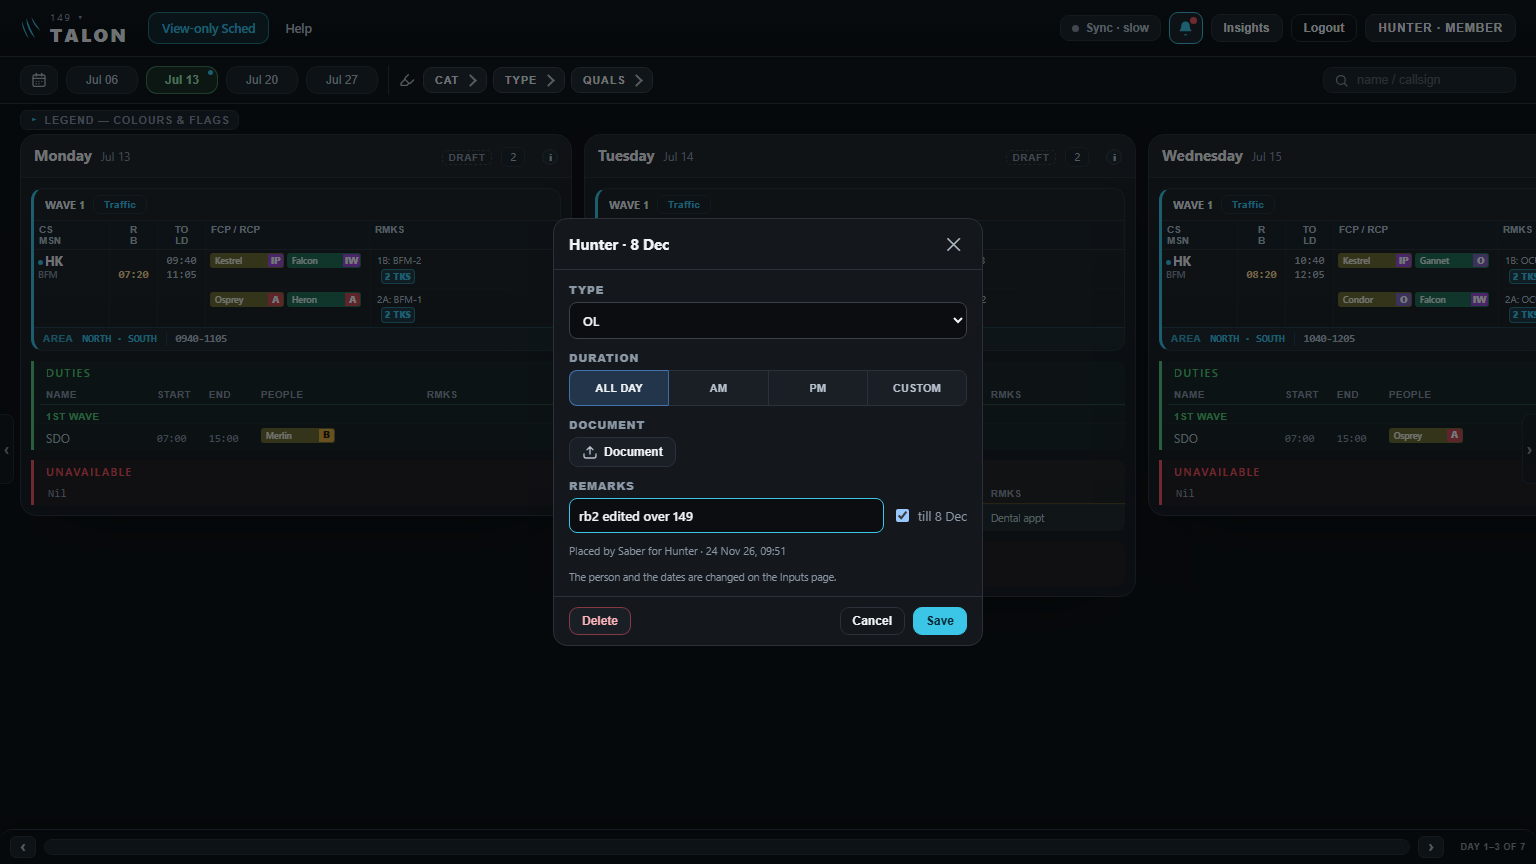 149
TALON
View-only Sched
Help
Sync · slow
Insights
Logout
HUNTER · MEMBER
Jul 06
Jul 13
Jul 20
Jul 27
CAT
TYPE
QUALS
name / callsign
LEGEND — COLOURS & FLAGS
Monday Jul 13
DRAFT 2 i
WAVE 1 Traffic
CS MSN R B TO LD FCP / RCP RMKS
HK 09:40 Kestrel IP Falcon IW 1B: BFM-2
BFM 07:20 11:05 2 TKS
Osprey A Heron A 2A: BFM-1
2 TKS
AREA NORTH · SOUTH 0940-1105
DUTIES
NAME START END PEOPLE RMKS
1ST WAVE
SDO 07:00 15:00 Merlin B
UNAVAILABLE
Nil
Tuesday Jul 14
DRAFT 2 i
WAVE 1 Traffic
RMKS
RMKS
Dental appt
Wednesday Jul 15
WAVE 1 Traffic
CS MSN R B TO LD FCP / RCP RMKS
HK 10:40 Kestrel IP Gannet O 1B: OC
BFM 08:20 12:05 2 TKS
Condor O Falcon IW 2A: OC
2 TKS
AREA NORTH · SOUTH 1040-1205
DUTIES
NAME START END PEOPLE
1ST WAVE
SDO 07:00 15:00 Osprey A
UNAVAILABLE
Nil
Hunter · 8 Dec
TYPE
OL
DURATION
ALL DAY AM PM CUSTOM
DOCUMENT
Document
REMARKS
rb2 edited over 149
till 8 Dec
Placed by Saber for Hunter · 24 Nov 26, 09:51
The person and the dates are changed on the Inputs page.
Delete
Cancel
Save
DAY 1–3 OF 7